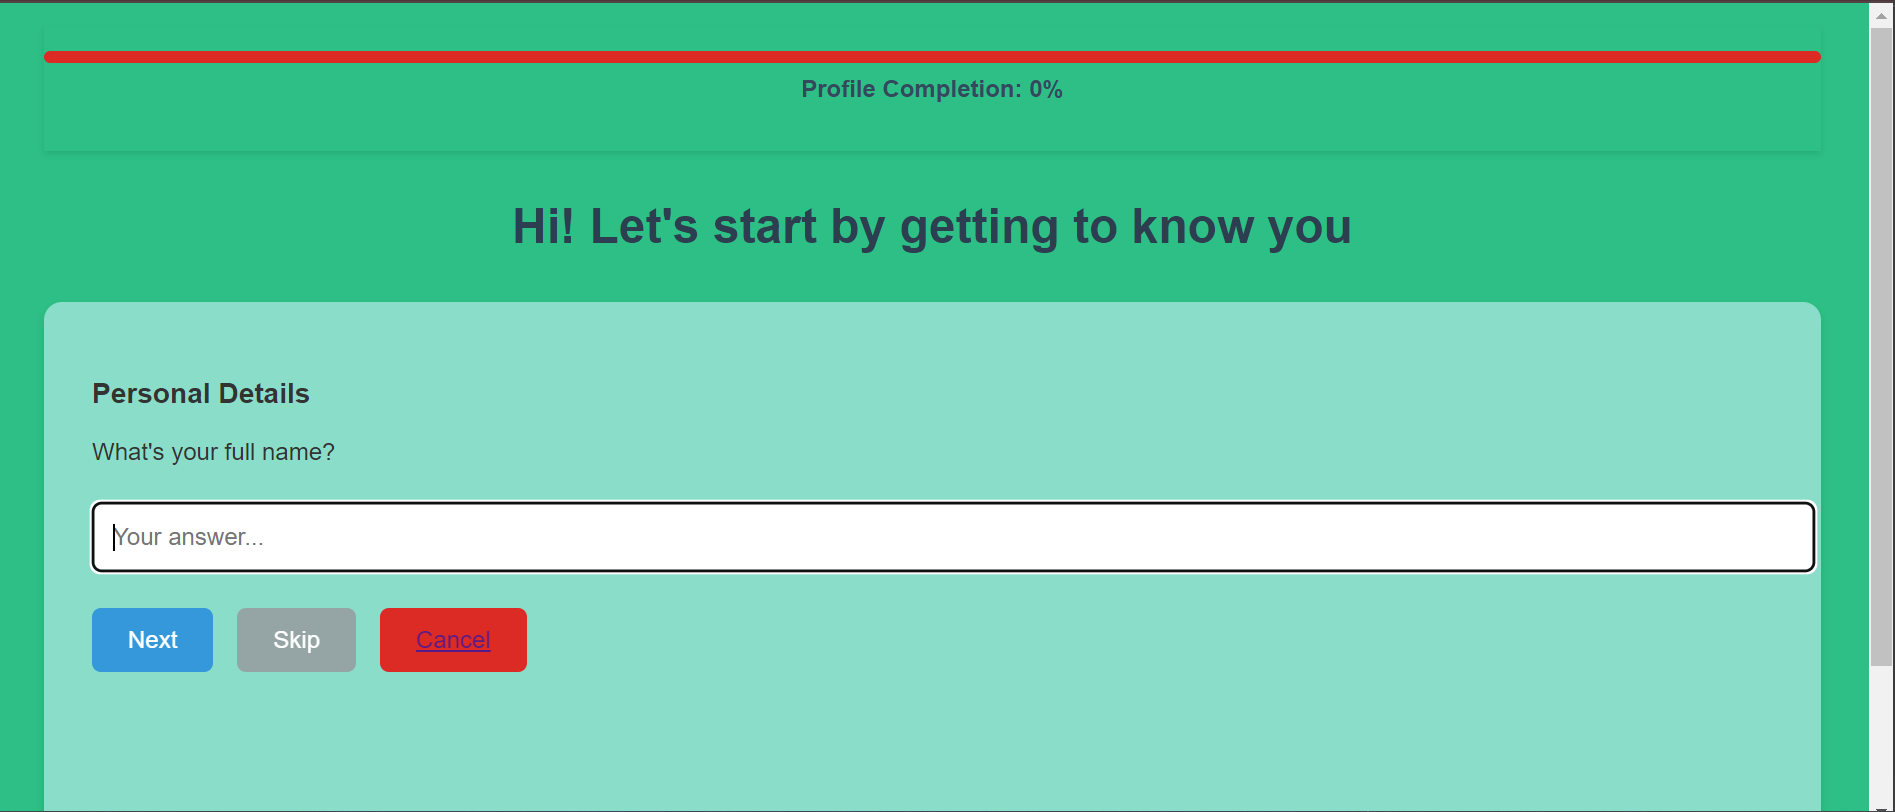 Profile Completion: 0%
Hi! Let's start by getting to know you
Personal Details
What's your full name?
Your answer...
Next Skip Cancel